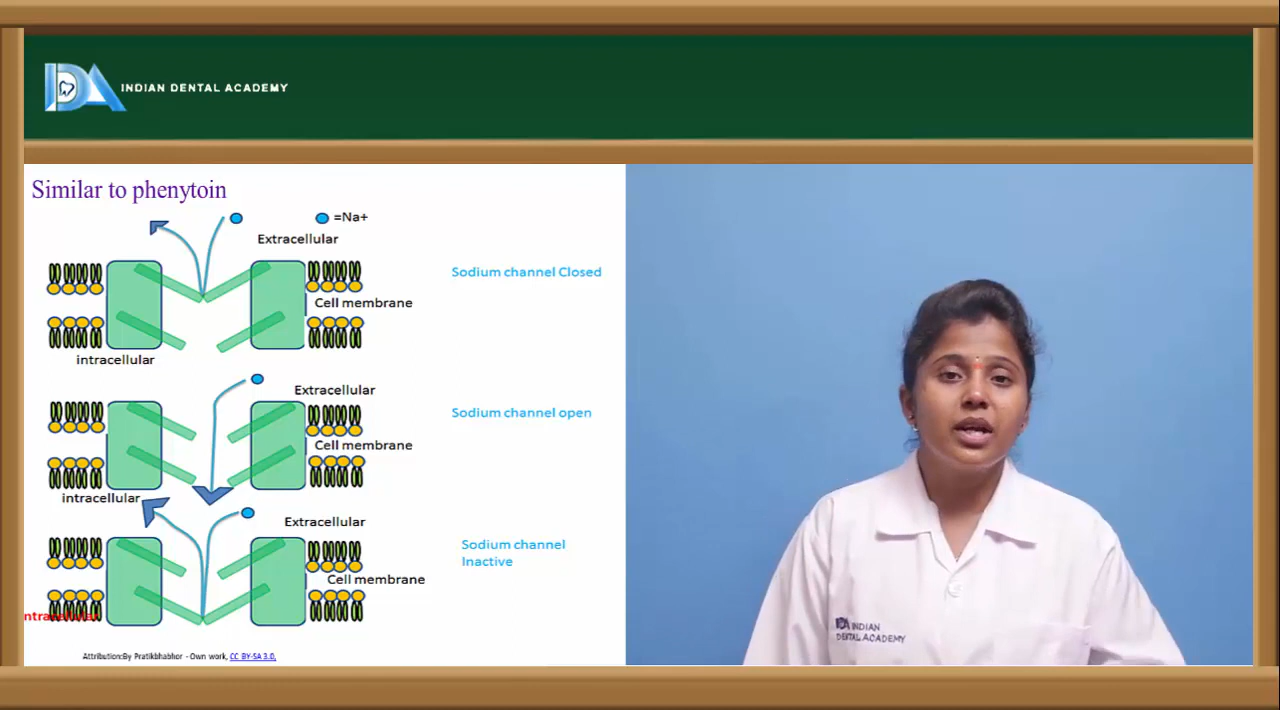 INDIAN DENTAL ACADEMY
Similar to phenytoin
=Na+
Extracellular
Sodium channel Closed
Cell membrane
intracellular
Extracellular
Sodium channel open
Cell membrane
intracellular
Extracellular
Sodium channel
Inactive
Cell membrane
ntracellular
Attribution:By Pratikbhabhor - Own work, CC BY-SA 3.0,
INDIAN
DENTAL ACADEMY